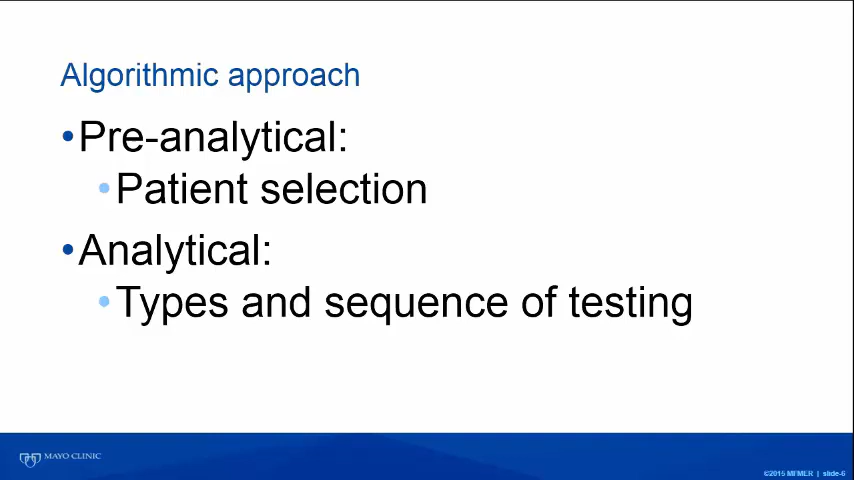 Algorithmic approach
•Pre-analytical:
•Patient selection
•Analytical:
•Types and sequence of testing
MAYO CLINIC
©2015 MFMER | slide-6